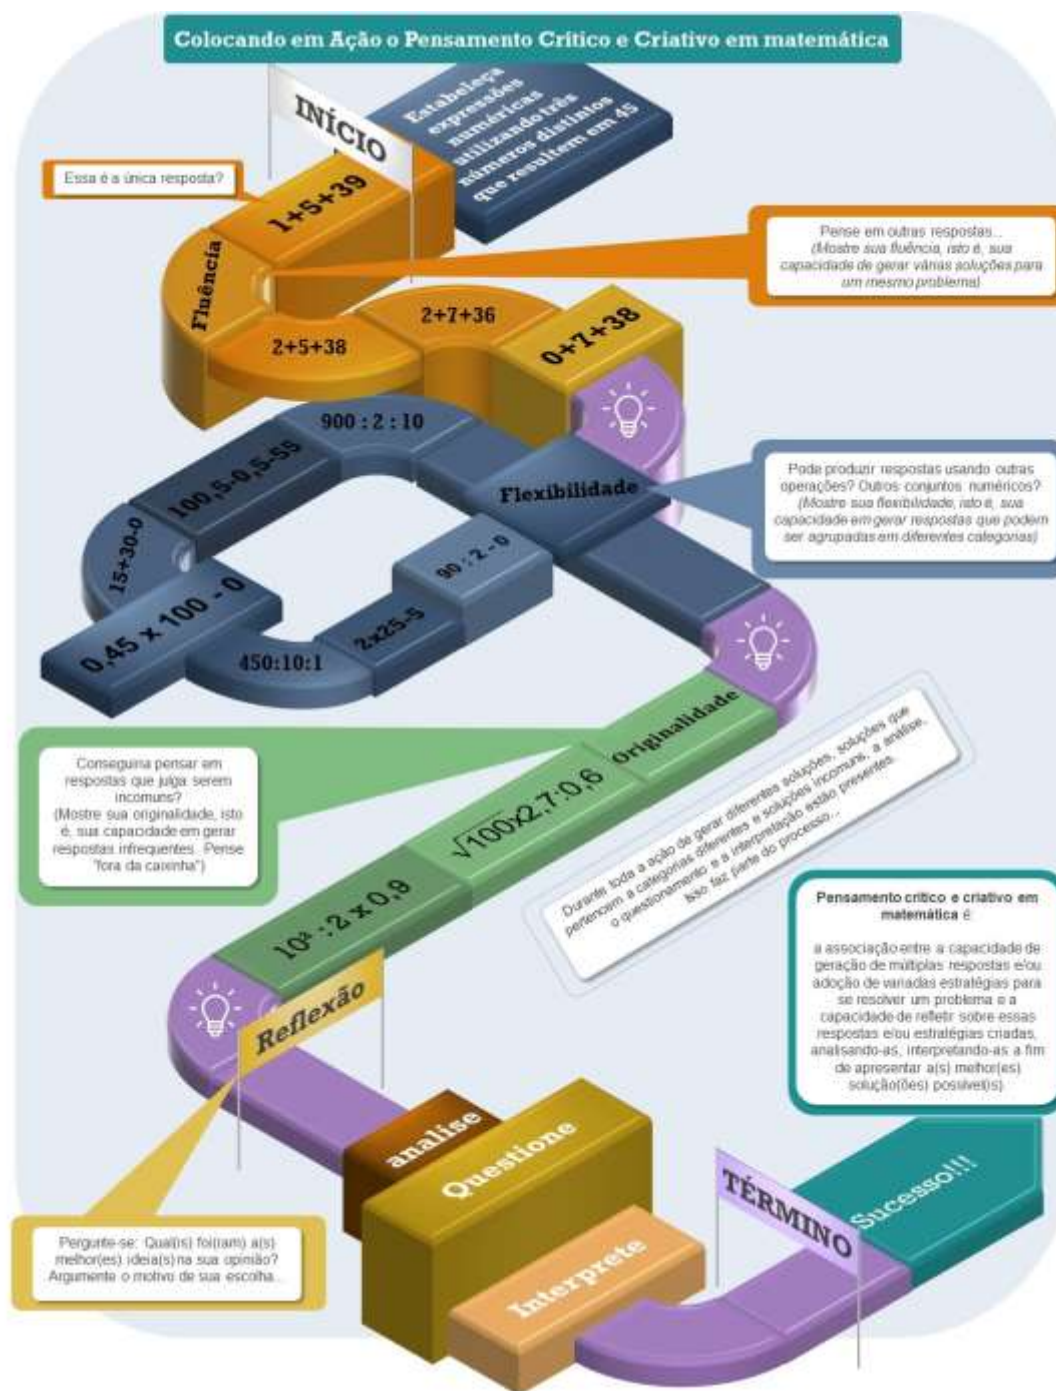 Colocando em Ação o Pensamento Crítico e Criativo em matemática
INÍCIO
Estabeleça
expressões
numéricas
utilizando três
números distintos
que resultem em 45
Essa é a única resposta?
1+5+39
Pense em outras respostas...
(Mostre sua fluência, isto é, sua
capacidade de gerar várias soluções para
um mesmo problema)
Fluência
2+5+38
2+7+36
0+7+38
900 : 2 : 10
100,5-0,5-55
15+30-0
0,45 x 100 - 0
450:10:1
2x25-5
90 : 2 - 0
Flexibilidade
Pode produzir respostas usando outras
operações? Outros conjuntos numéricos?
(Mostre sua flexibilidade, isto é, sua
capacidade em gerar respostas que podem
ser agrupadas em diferentes categorias)
Originalidade
Conseguiria pensar em
respostas que julga serem
incomuns?
(Mostre sua originalidade, isto
é, sua capacidade em gerar
respostas infrequentes. Pense
"fora da caixinha")
√100x2,7:0,6
10² : 2 x 0,9
Durante toda a ação de gerar diferentes soluções, soluções que
pertencem a categorias diferentes e soluções incomuns, a análise,
o questionamento e a interpretação estão presentes.
Isso faz parte do processo...
Pensamento crítico e criativo em
matemática é
a associação entre a capacidade de
geração de múltiplas respostas e/ou
adoção de variadas estratégias para
se resolver um problema e a
capacidade de refletir sobre essas
respostas e/ou estratégias criadas,
analisando-as, interpretando-as a fim
de apresentar a(s) melhor(es)
solução(ões) possível(is)
Reflexão
Pergunte-se: Qual(is) foi(ram) a(s)
melhor(es) ideia(s) na sua opinião?
Argumente o motivo de sua escolha...
analise
Questione
Interprete
TÉRMINO
Sucesso!!!